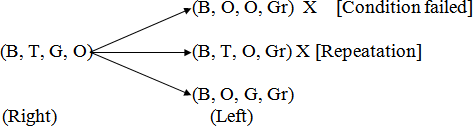 (B, O, O, Gr) X [Condition failed]
(B, T, G, O) (B, T, O, Gr) X [Repeatation]
(B, O, G, Gr)
(Right) (Left)